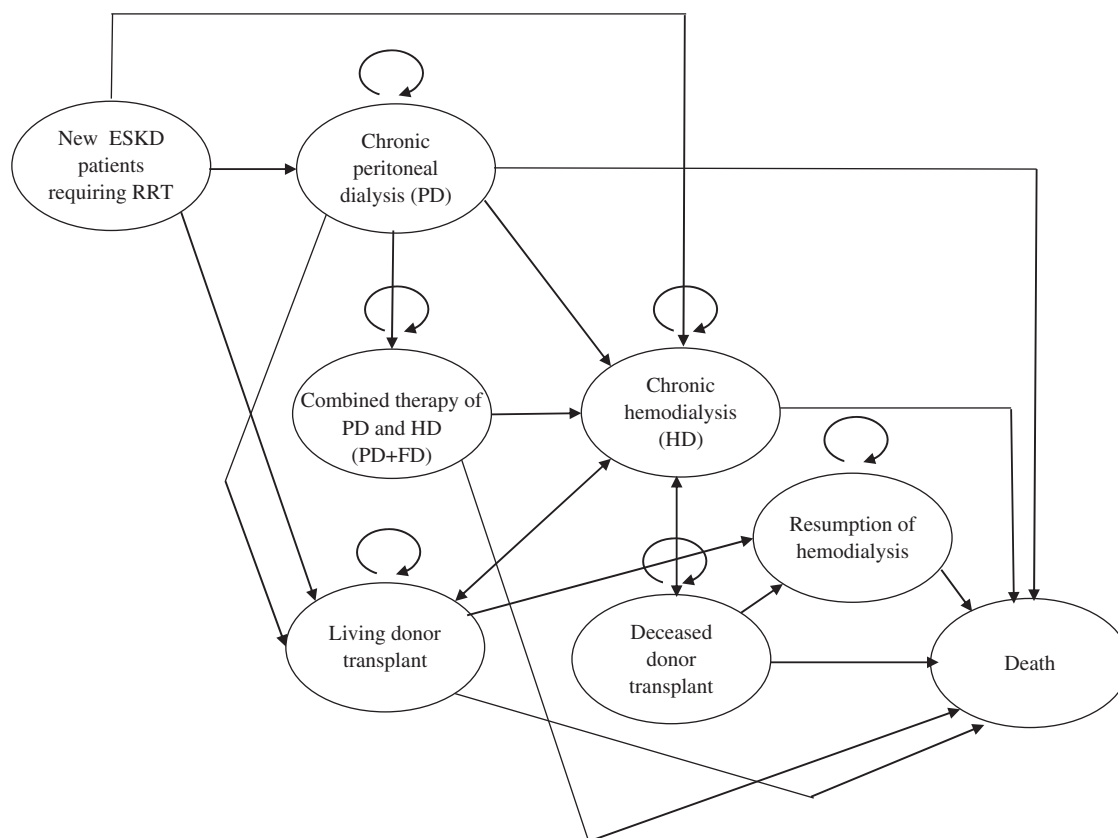 New ESKD
patients
requiring RRT
Chronic
peritoneal
dialysis (PD)
Combined therapy of
PD and HD
(PD+FD)
Chronic
hemodialysis
(HD)
Resumption of
hemodialysis
Living donor
transplant
Deceased
donor
transplant
Death